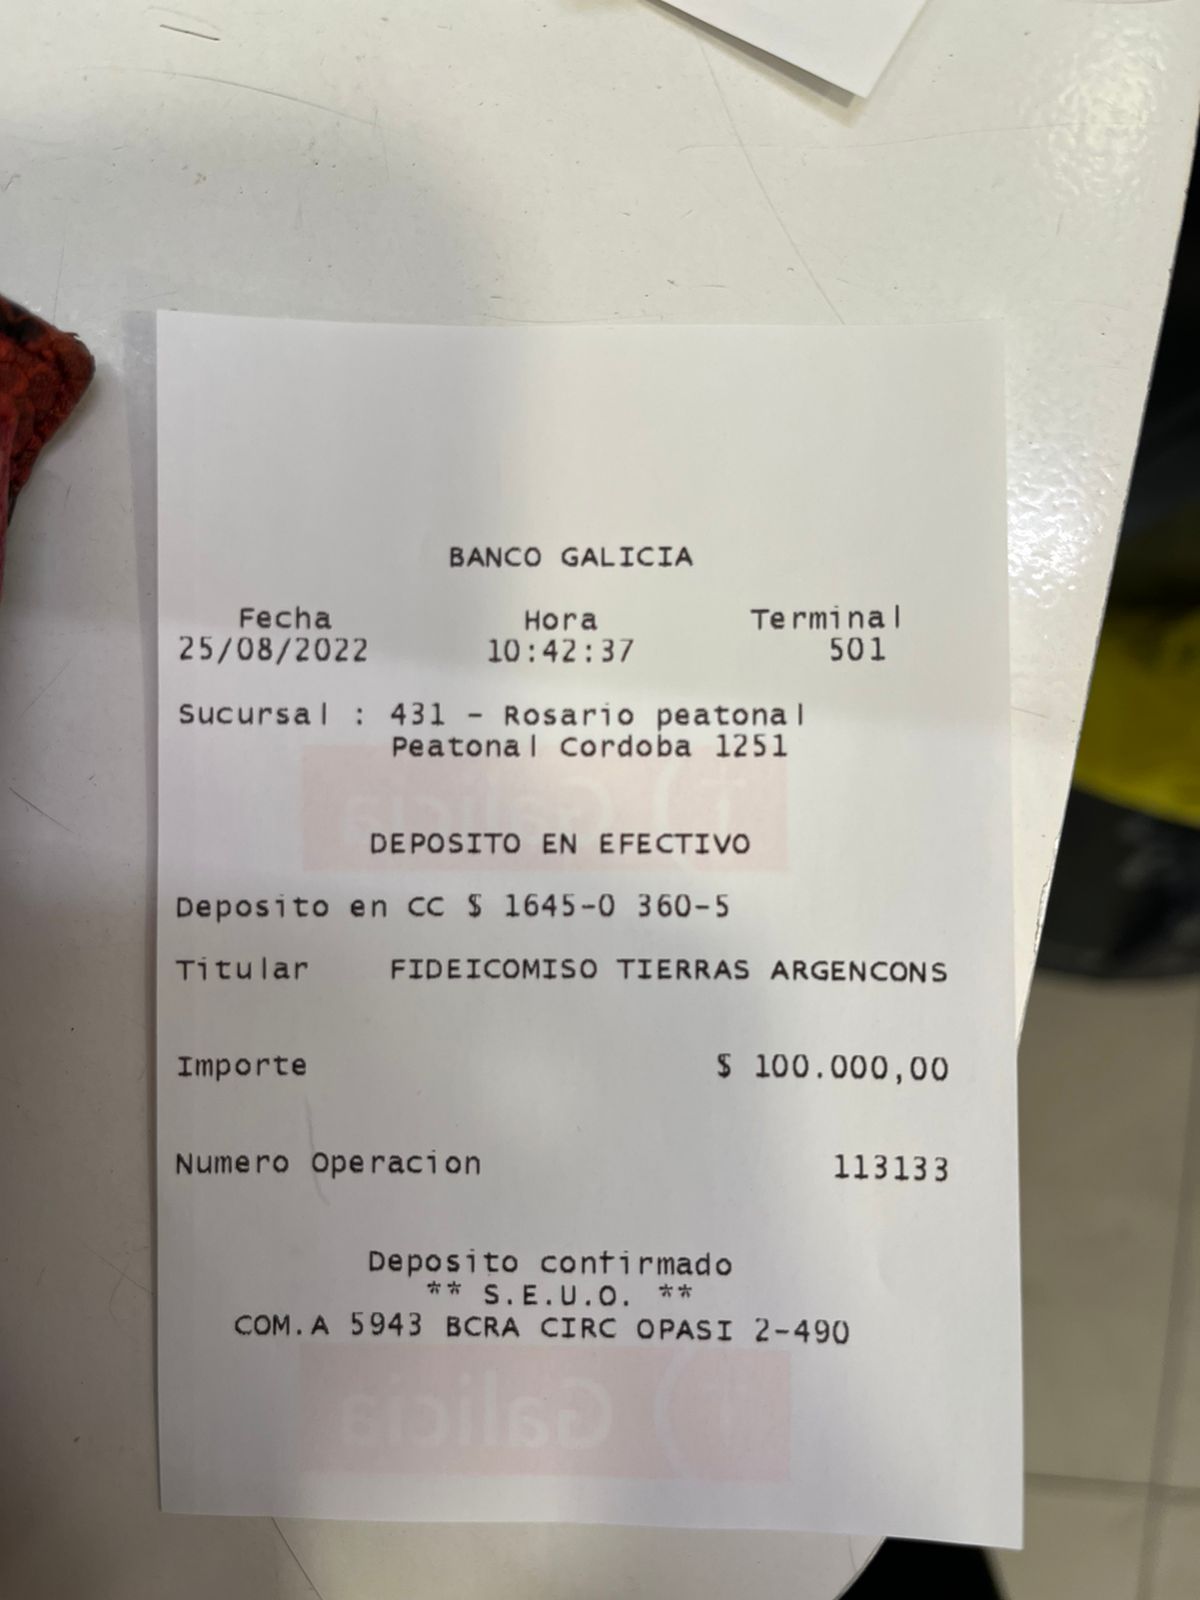 BANCO GALICIA
Fecha Hora Terminal
25/08/2022 10:42:37 501
Sucursal : 431 - Rosario peatonal
Peatonal Cordoba 1251
Galicia
DEPOSITO EN EFECTIVO
Deposito en CC $ 1645-0 360-5
Titular FIDEICOMISO TIERRAS ARGENCONS
Importe $ 100.000,00
Numero Operacion 113133
Deposito confirmado
** S.E.U.O. **
COM.A 5943 BCRA CIRC OPASI 2-490
Galicia